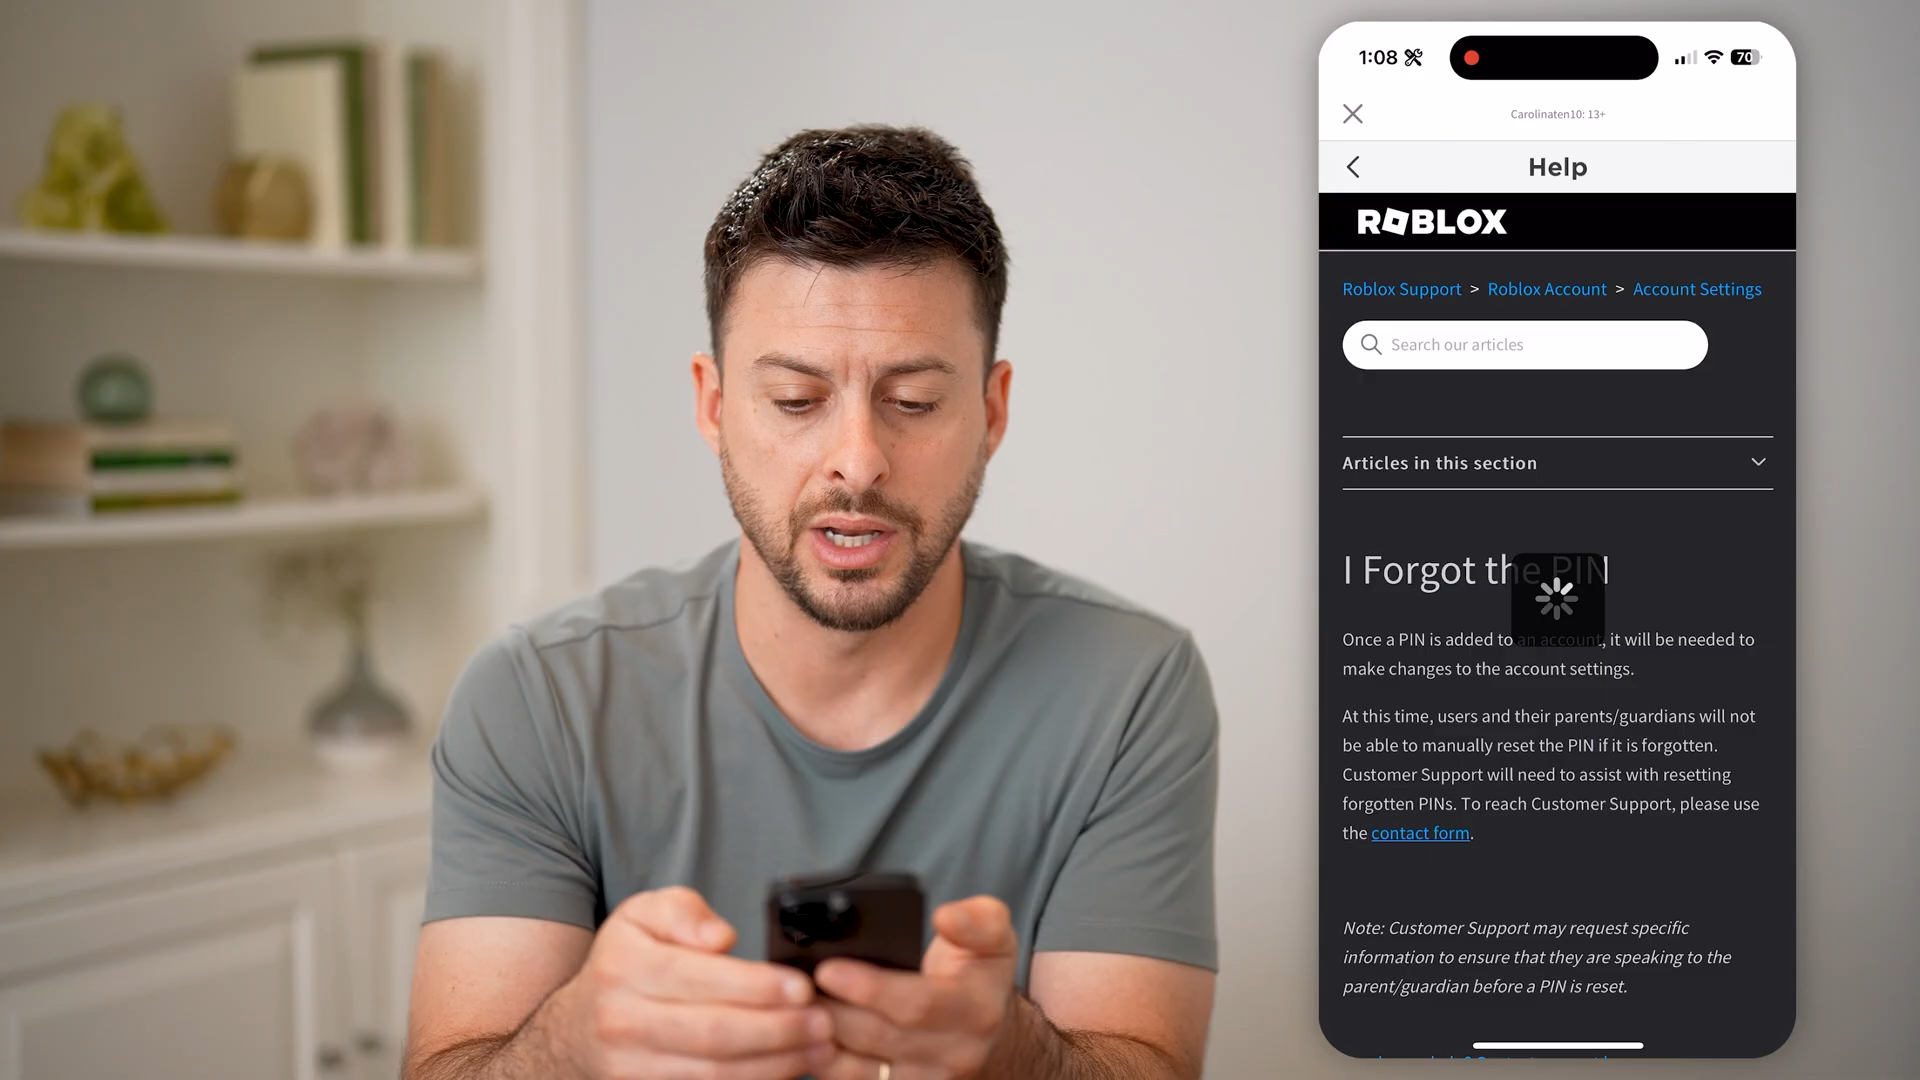 1:08
70
Carolinaten10: 13+
Help
ROBLOX
Roblox Support > Roblox Account > Account Settings
Search our articles
Articles in this section
I Forgot the PIN
Once a PIN is added to an account, it will be needed to
make changes to the account settings.
At this time, users and their parents/guardians will not
be able to manually reset the PIN if it is forgotten.
Customer Support will need to assist with resetting
forgotten PINs. To reach Customer Support, please use
the contact form.
Note: Customer Support may request specific
information to ensure that they are speaking to the
parent/guardian before a PIN is reset.